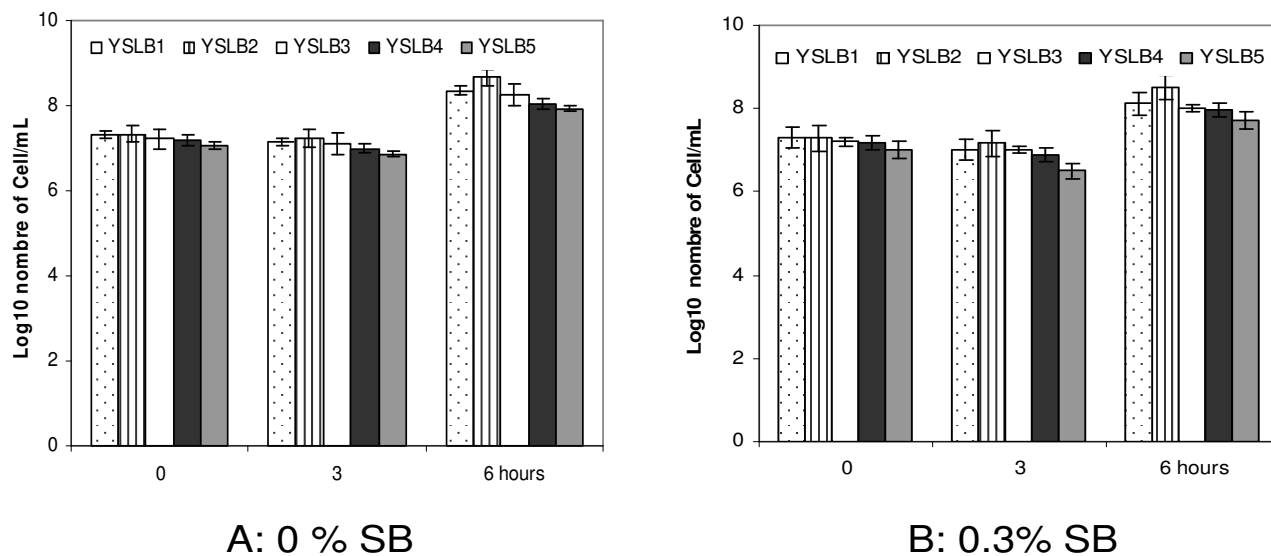 10
YSLB1 YSLB2 YSLB3 YSLB4 YSLB5
8
6
4
2
0
Log10 nombre of Cell/mL
0 3 6 hours
A: 0 % SB
10
YSLB1 YSLB2 YSLB3 YSLB4 YSLB5
8
6
4
2
0
Log10 nombre of Cell/mL
0 3 6 hours
B: 0.3% SB